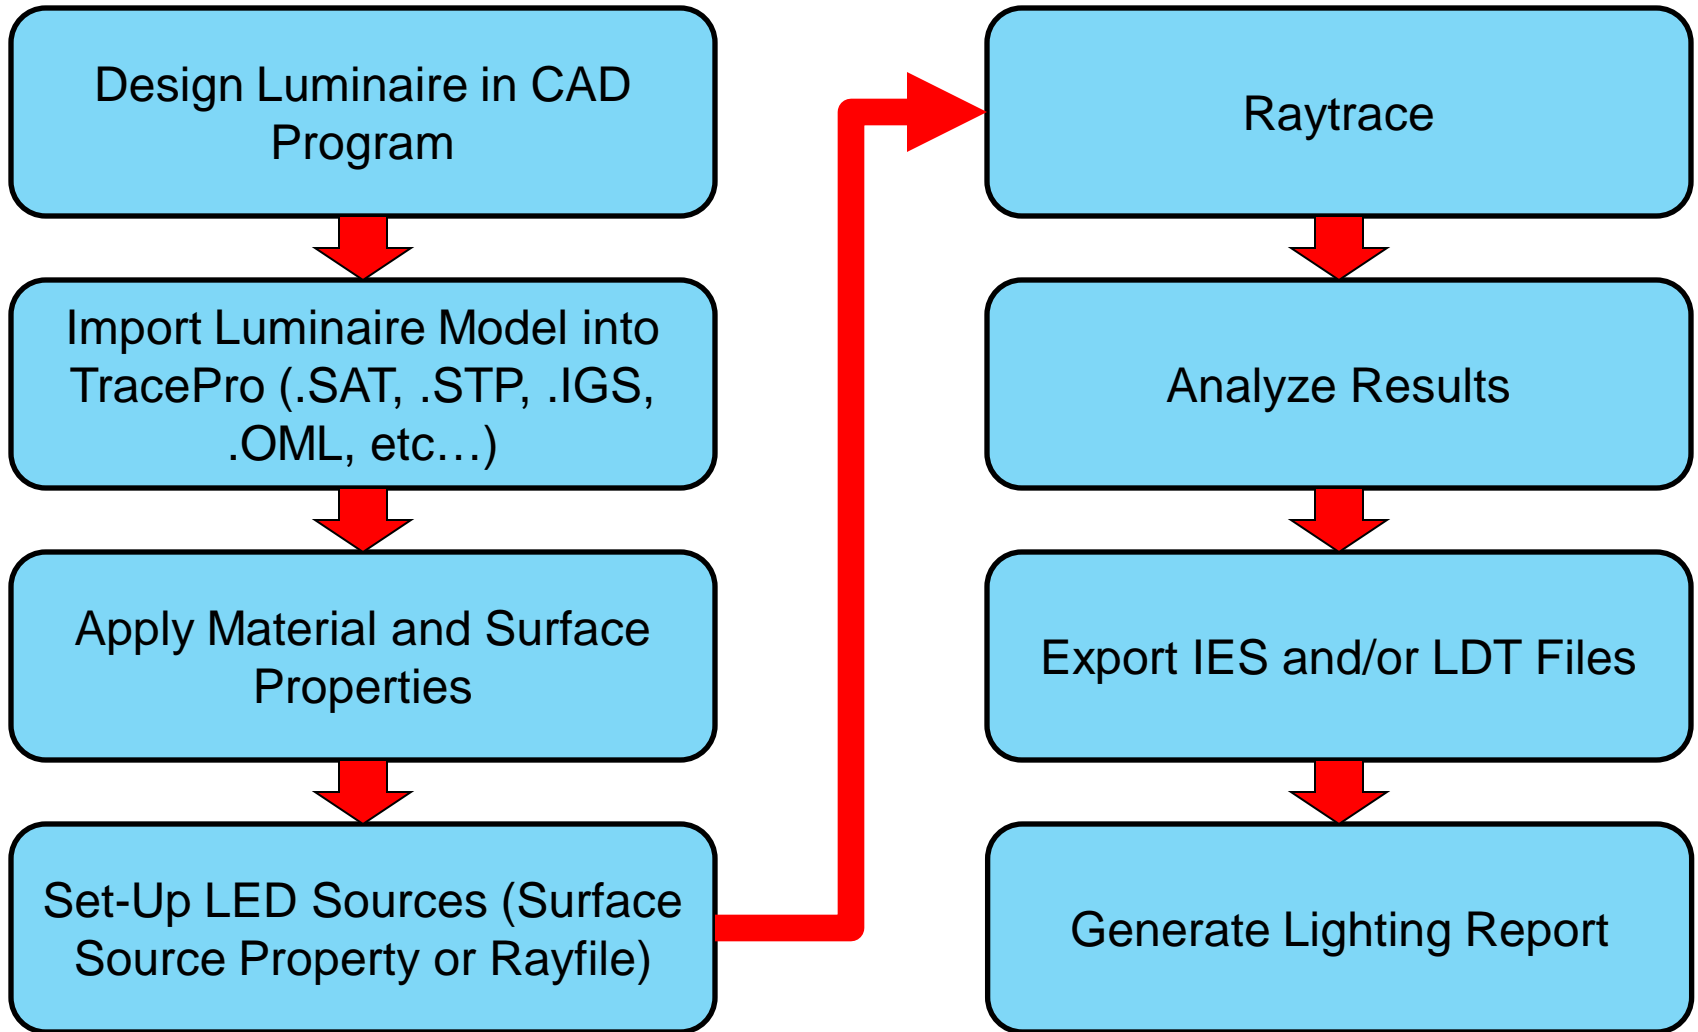 Design Luminaire in CAD
Program
Import Luminaire Model into
TracePro (.SAT, .STP, .IGS,
.OML, etc…)
Apply Material and Surface
Properties
Set-Up LED Sources (Surface
Source Property or Rayfile)
Raytrace
Analyze Results
Export IES and/or LDT Files
Generate Lighting Report